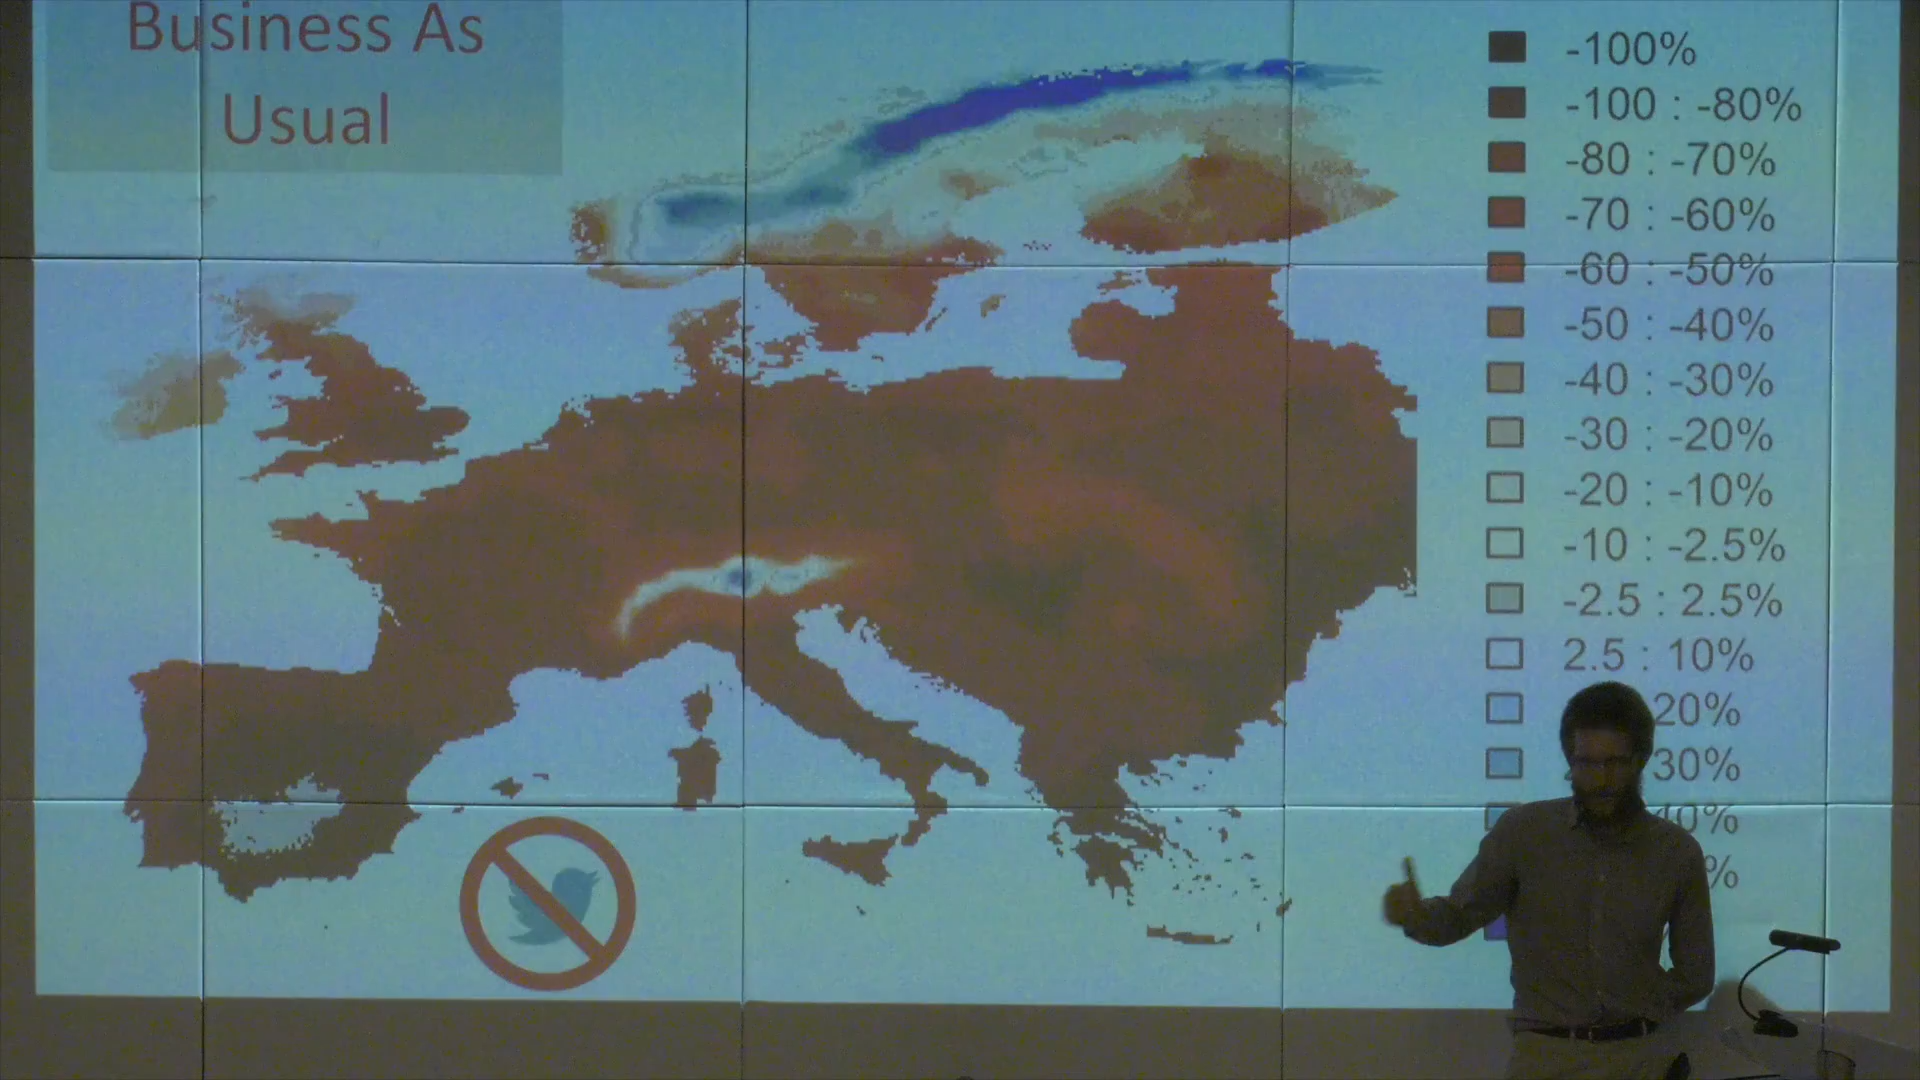 Business As
Usual
-100%
-100 : -80%
-80 : -70%
-70 : -60%
-60 : -50%
-50 : -40%
-40 : -30%
-30 : -20%
-20 : -10%
-10 : -2.5%
-2.5 : 2.5%
2.5 : 10%
20%
30%
%